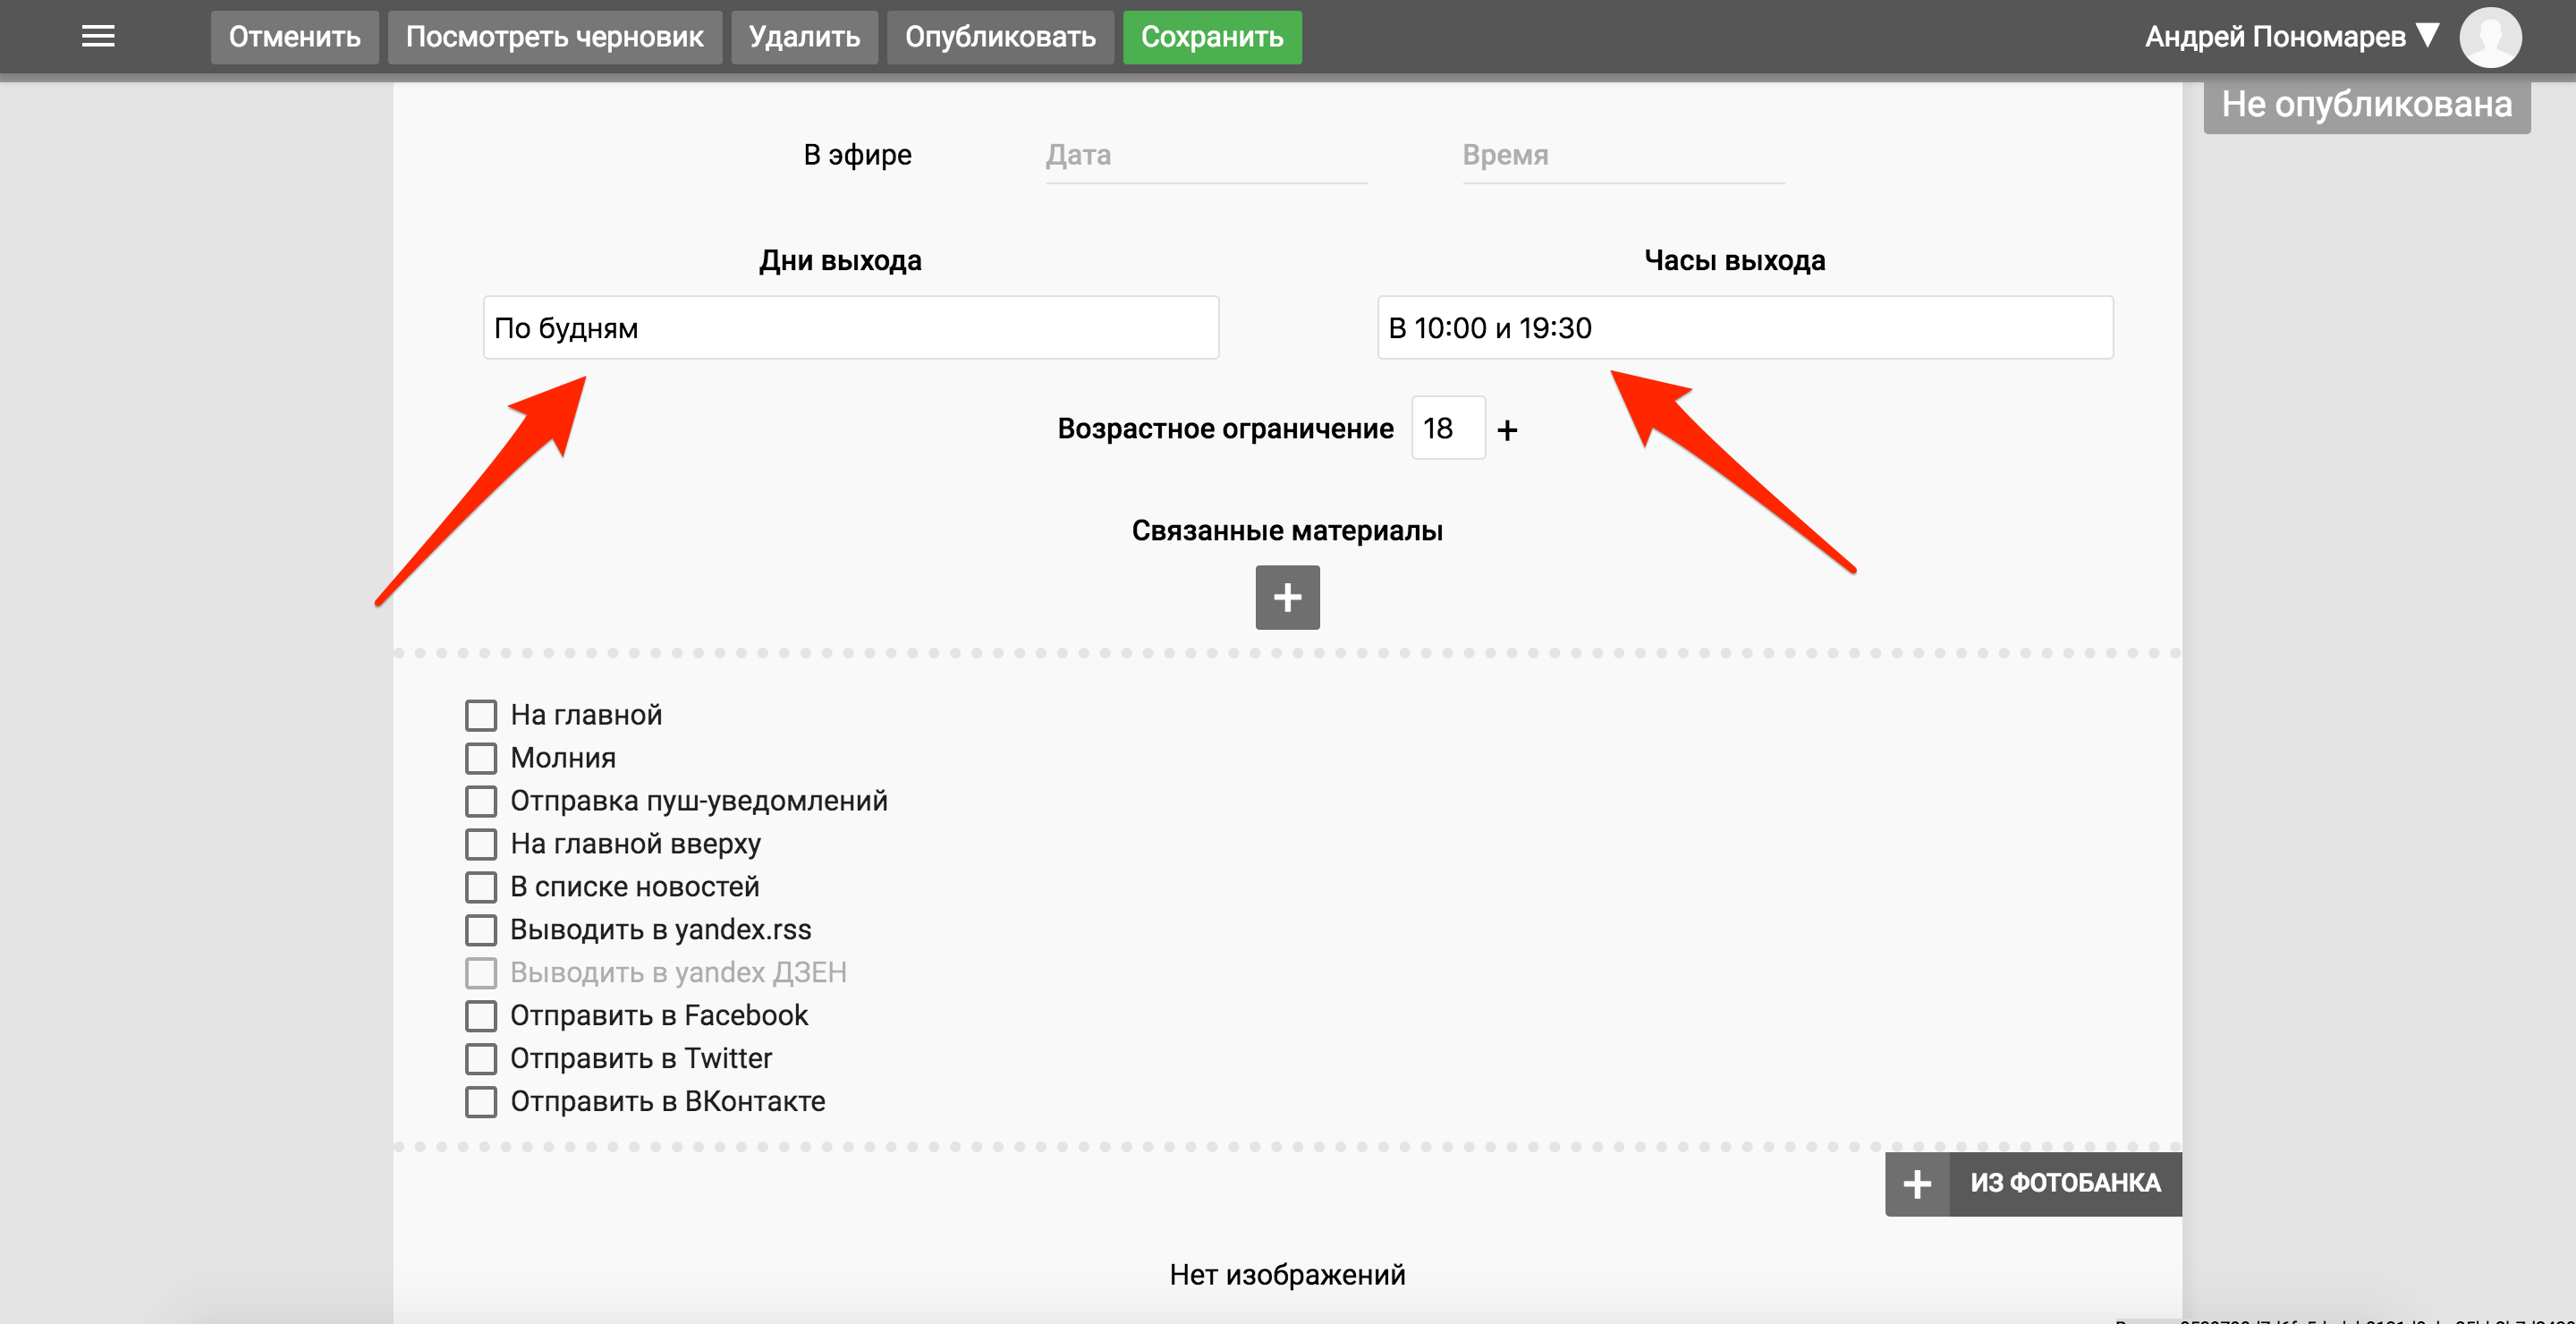 Отменить Посмотреть черновик Удалить Опубликовать Сохранить Андрей Пономарев
Не опубликована
В эфире Дата Время
Дни выхода Часы выхода
По будням В 10:00 и 19:30
Возрастное ограничение 18 +
Связанные материалы
+
На главной
Молния
Отправка пуш-уведомлений
На главной вверху
В списке новостей
Выводить в yandex.rss
Выводить в yandex ДЗЕН
Отправить в Facebook
Отправить в Twitter
Отправить в ВКонтакте
+ ИЗ ФОТОБАНКА
Нет изображений